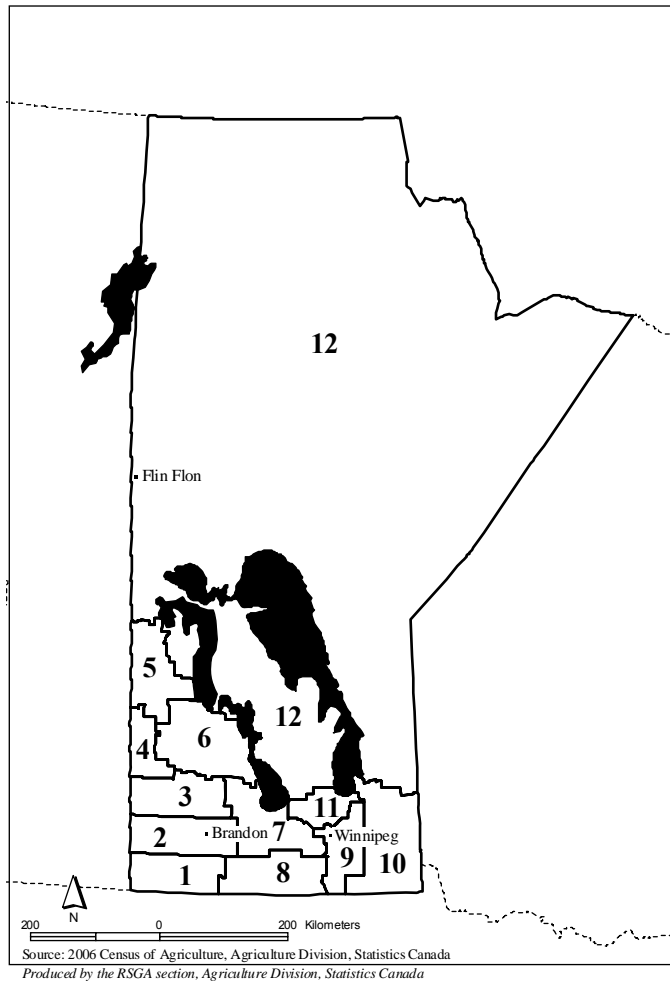 12
Flin Flon
5
12
6
4
3
11
2
Brandon
7
Winnipeg
9
10
1
8
N
200 0 200 Kilometers
Source: 2006 Census of Agriculture, Agriculture Division, Statistics Canada
Produced by the RSGA section, Agriculture Division, Statistics Canada